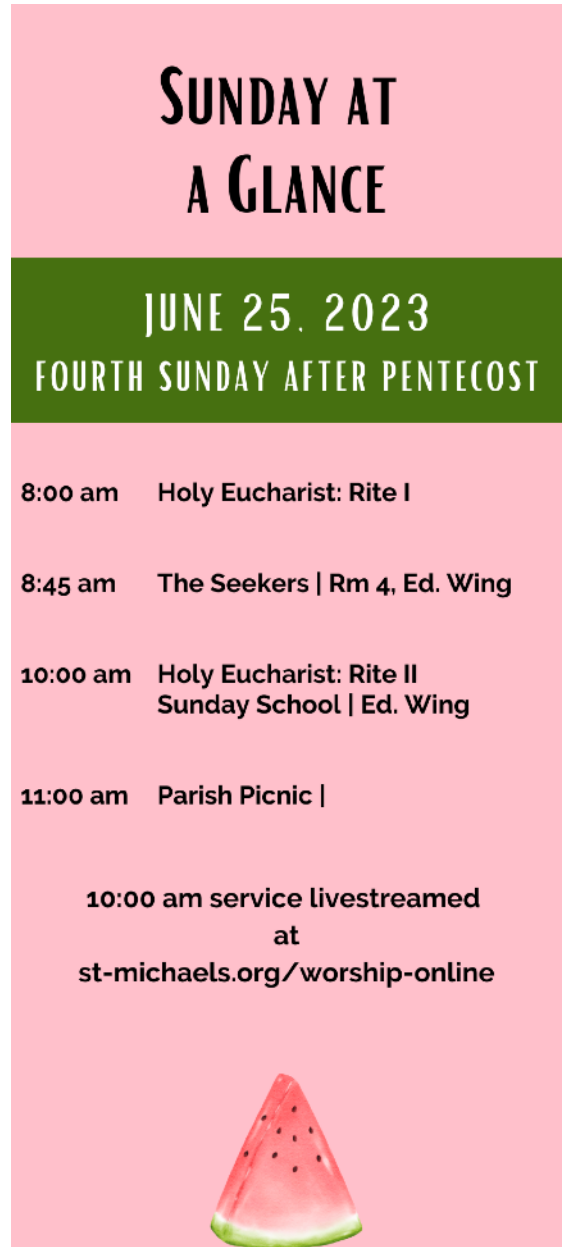 Sunday at
a Glance
June 25, 2023
Fourth Sunday after Pentecost
8:00 am Holy Eucharist: Rite I
8:45 am The Seekers | Rm 4, Ed. Wing
10:00 am Holy Eucharist: Rite II
Sunday School | Ed. Wing
11:00 am Parish Picnic |
10:00 am service livestreamed
at
st-michaels.org/worship-online